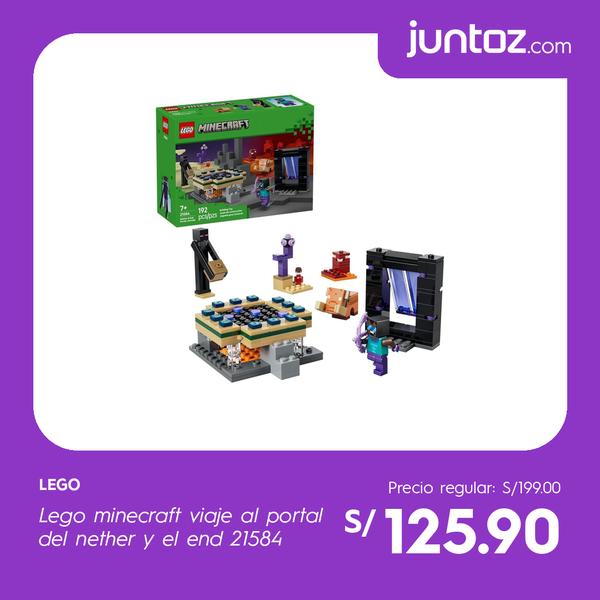 juntoz.com
LEGO MINECRAFT
7+
21584
192
pcs/pzs
LEGO
Precio regular: S/199.00
Lego minecraft viaje al portal
del nether y el end 21584
S/125.90